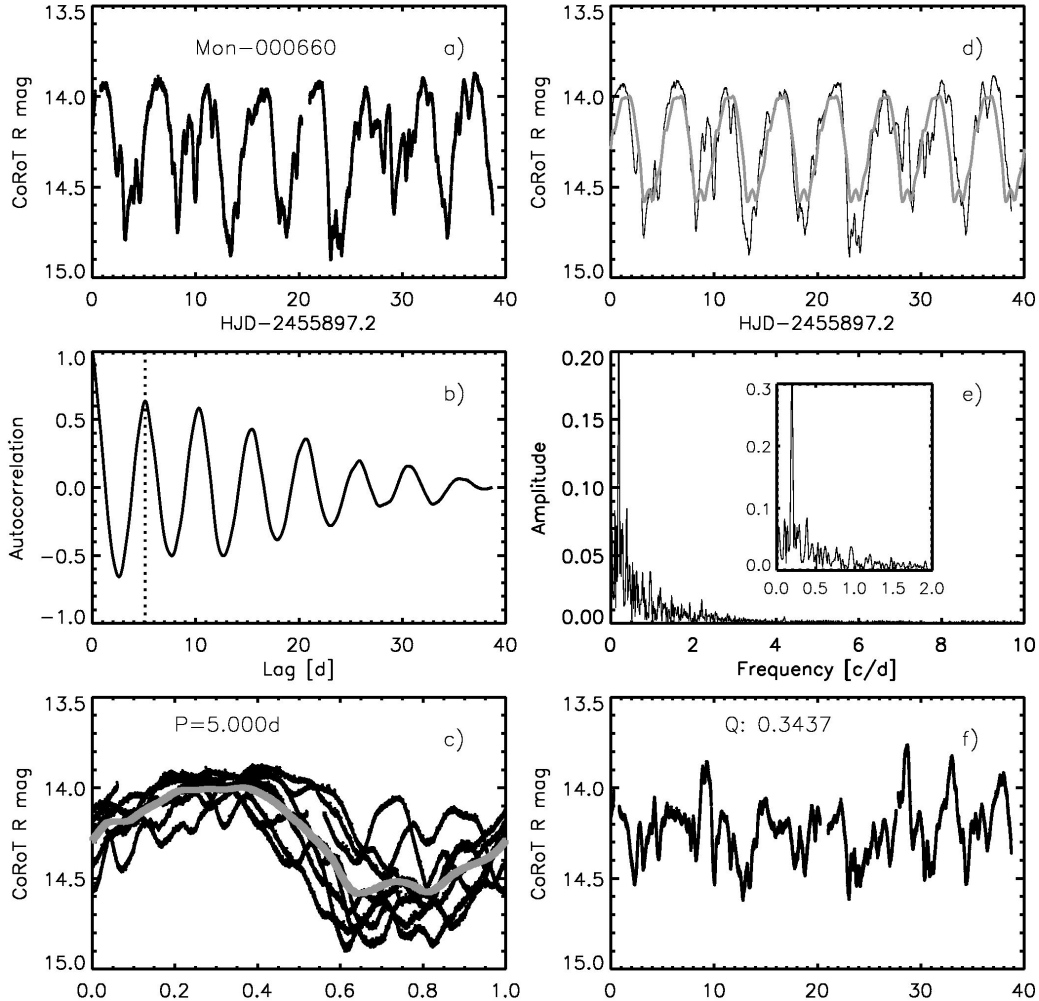 13.5
14.0
14.5
15.0
CoRoT R mag
Mon-000660
a)
0 10 20 30 40
HJD-2455897.2
13.5
14.0
14.5
15.0
CoRoT R mag
d)
0 10 20 30 40
HJD-2455897.2
1.0
0.5
0.0
-0.5
-1.0
Autocorrelation
b)
0 10 20 30 40
Lag [d]
0.20
0.15
0.10
0.05
0.00
Amplitude
e)
0.3
0.2
0.1
0.0
0.0 0.5 1.0 1.5 2.0
0 2 4 6 8 10
Frequency [c/d]
13.5
14.0
14.5
15.0
CoRoT R mag
P=5.000d
c)
0.0 0.2 0.4 0.6 0.8 1.0
13.5
14.0
14.5
15.0
CoRoT R mag
Q: 0.3437
f)
0 10 20 30 40